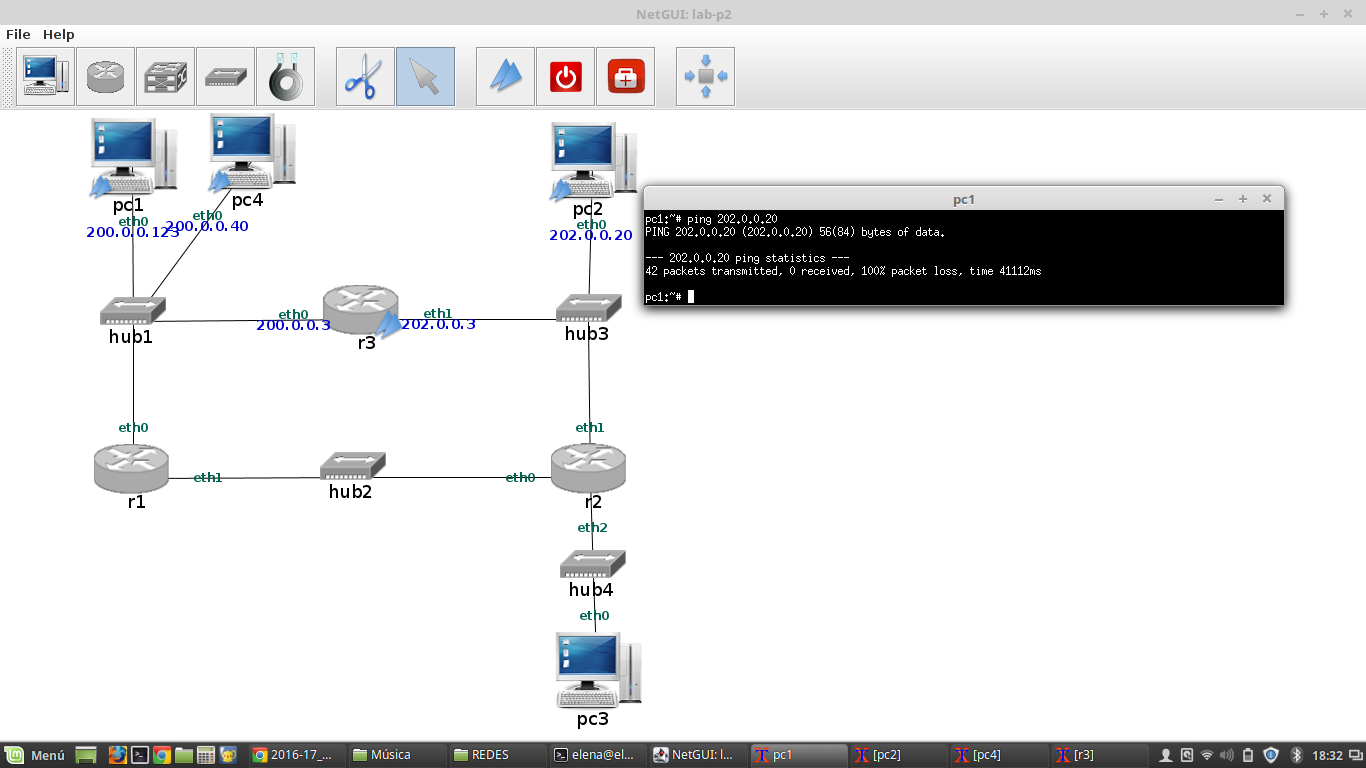 NetGUI: lab-p2
File Help
pc1
pc4
pc2
eth0
200.0.0.123
eth0
200.0.0.40
eth0
202.0.0.20
pc1
pc1:~# ping 202.0.0.20
PING 202.0.0.20 (202.0.0.20) 56(84) bytes of data.
--- 202.0.0.20 ping statistics ---
42 packets transmitted, 0 received, 100% packet loss, time 41112ms
pc1:~#
hub1
eth0
200.0.0.3
r3
eth1
202.0.0.3
hub3
eth0
eth1
r1
eth1
hub2
eth0
r2
eth2
hub4
eth0
pc3
Menú
2016-17_...
Música
REDES
elena@el...
NetGUI: l...
pc1
[pc2]
[pc4]
[r3]
18:32